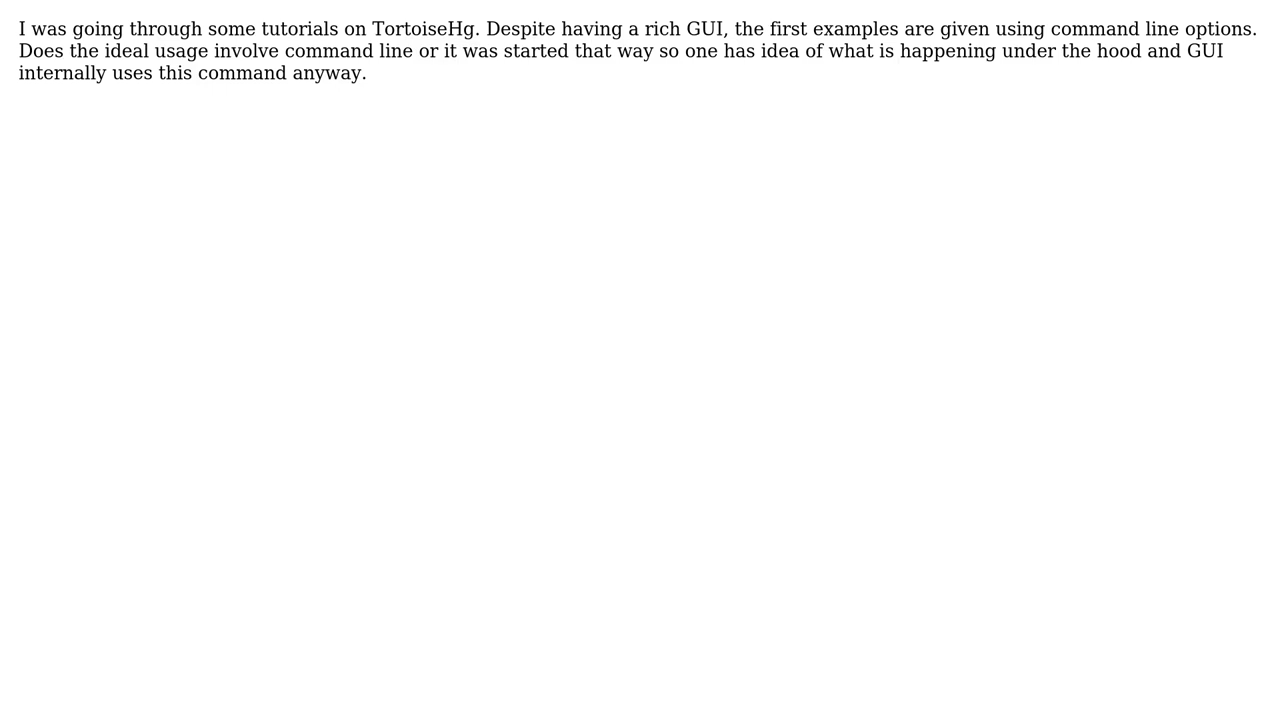 I was going through some tutorials on TortoiseHg. Despite having a rich GUI, the first examples are given using command line options.
Does the ideal usage involve command line or it was started that way so one has idea of what is happening under the hood and GUI
internally uses this command anyway.